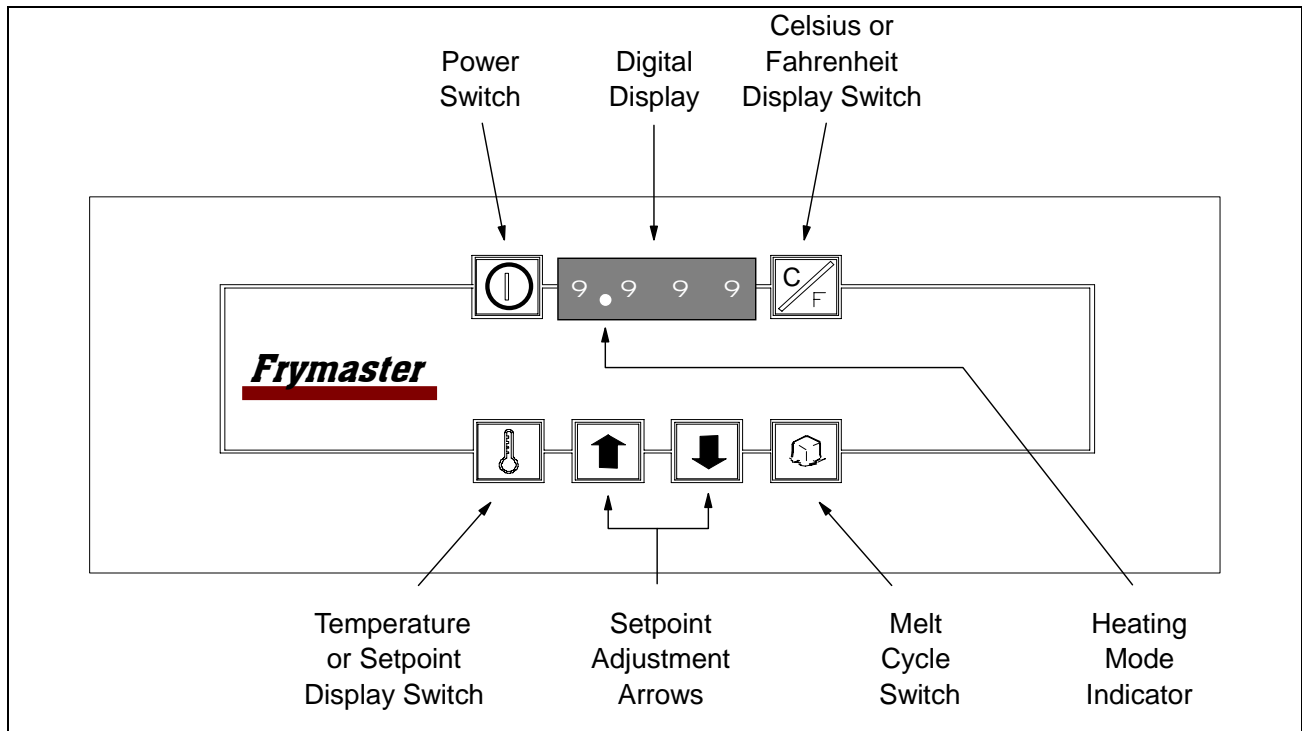 Power
Switch
Digital
Display
Celsius or
Fahrenheit
Display Switch
9.9 9 9
C/F
Frymaster
Temperature
or Setpoint
Display Switch
Setpoint
Adjustment
Arrows
Melt
Cycle
Switch
Heating
Mode
Indicator